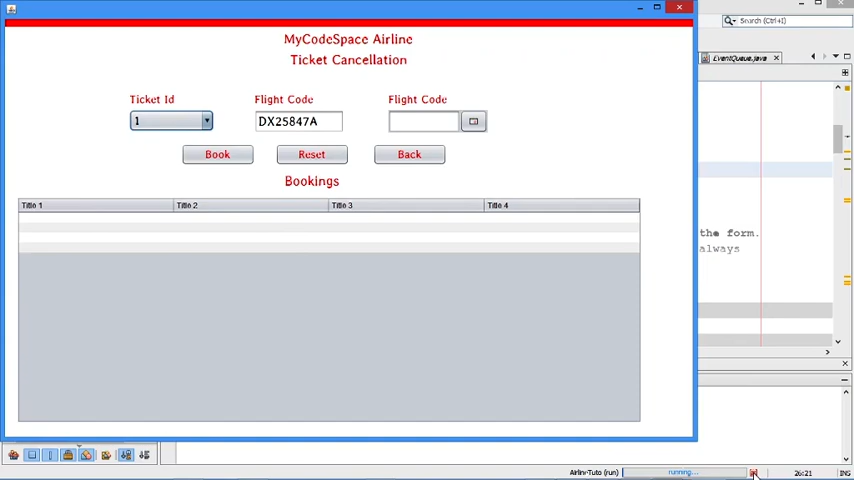 MyCodeSpace Airline
Ticket Cancellation
Ticket Id
Flight Code
Flight Code
1
DX25847A
Book
Reset
Back
Bookings
Title 1
Title 2
Title 3
Title 4
Search (Ctrl+I)
EventQueue.java
the form.
always
Airlin-Tuto (run)
running...
26:21
INS